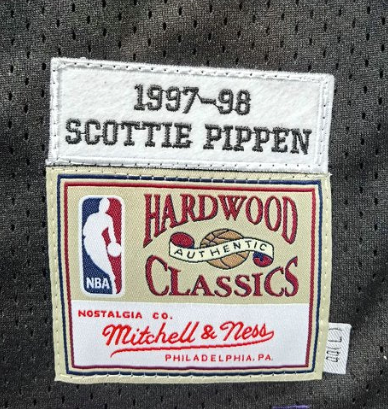 1997-98
SCOTTIE PIPPEN
HARDWOOD
AUTHENTIC
CLASSICS
NBA
NOSTALGIA CO.
Mitchell & Ness
PHILADELPHIA, PA.